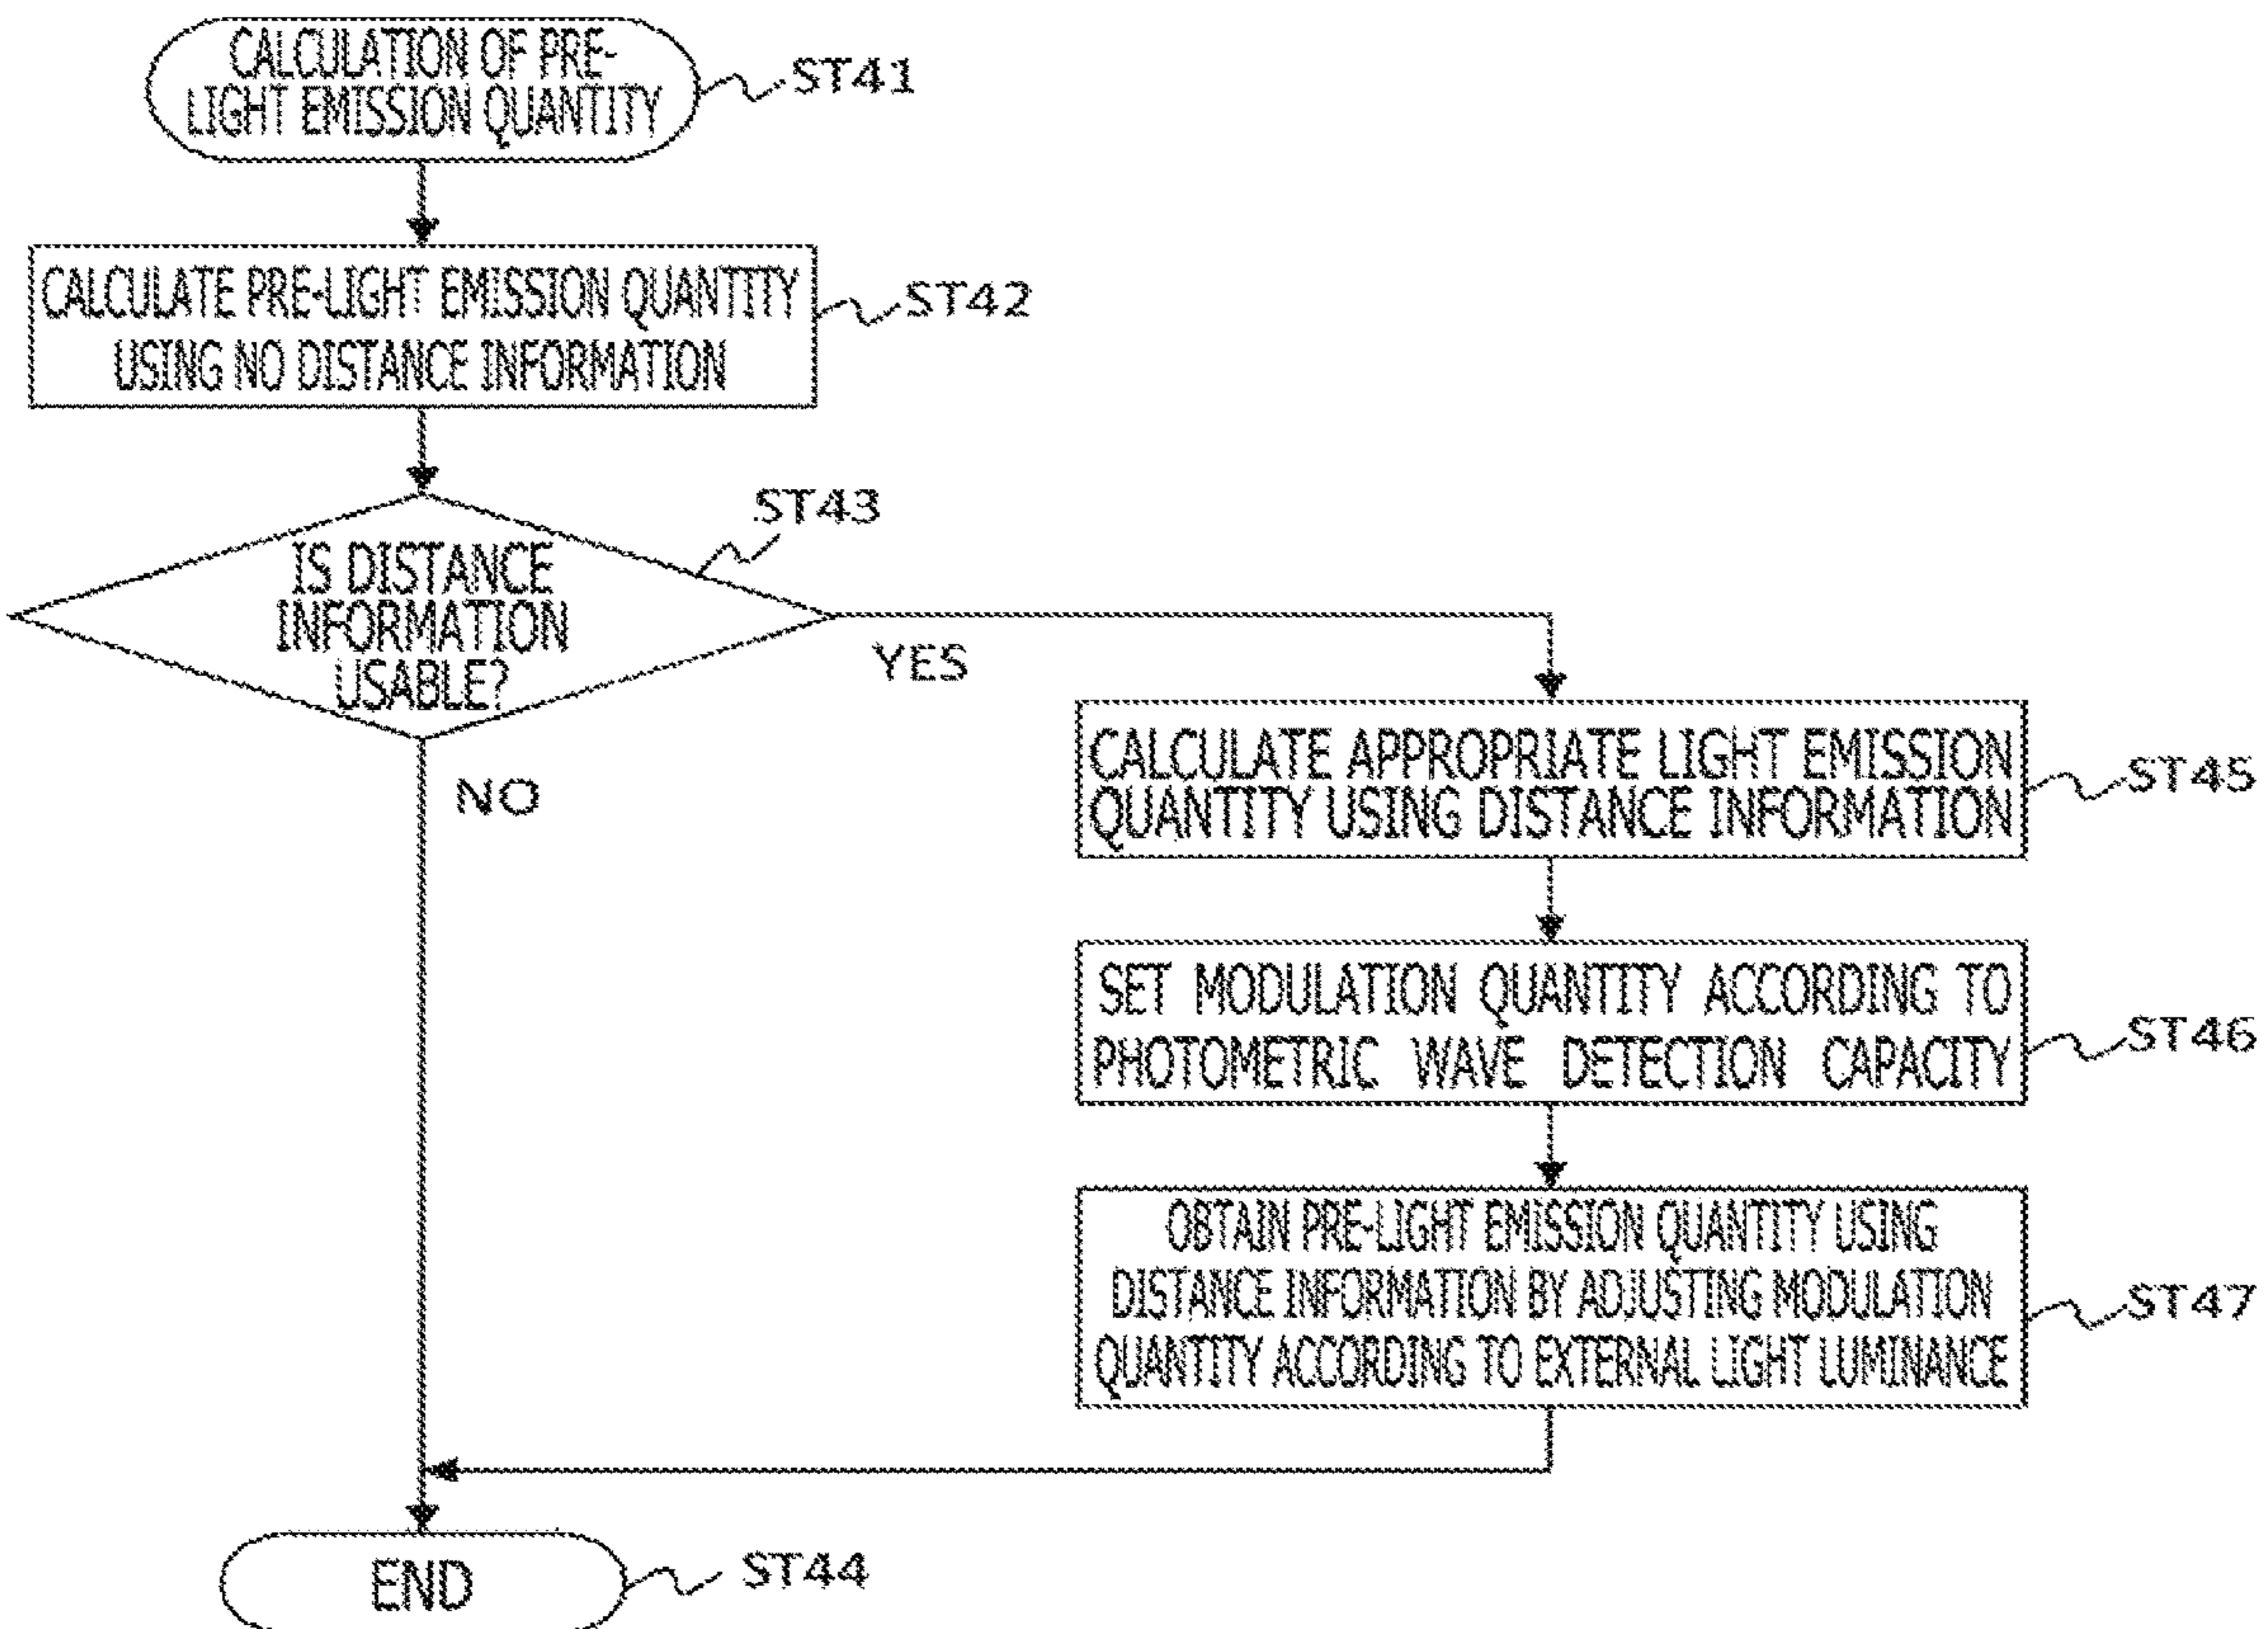 CALCULATION OF PRE-
LIGHT EMISSION QUANTITY
ST41
CALCULATE PRE-LIGHT EMISSION QUANTITY
USING NO DISTANCE INFORMATION
ST42
ST43
IS DISTANCE
INFORMATION
USABLE?
YES
NO
CALCULATE APPROPRIATE LIGHT EMISSION
QUANTITY USING DISTANCE INFORMATION
ST45
SET MODULATION QUANTITY ACCORDING TO
PHOTOMETRIC WAVE DETECTION CAPACITY
ST46
OBTAIN PRE-LIGHT EMISSION QUANTITY USING
DISTANCE INFORMATION BY ADJUSTING MODULATION
QUANTITY ACCORDING TO EXTERNAL LIGHT LUMINANCE
ST47
END
ST44